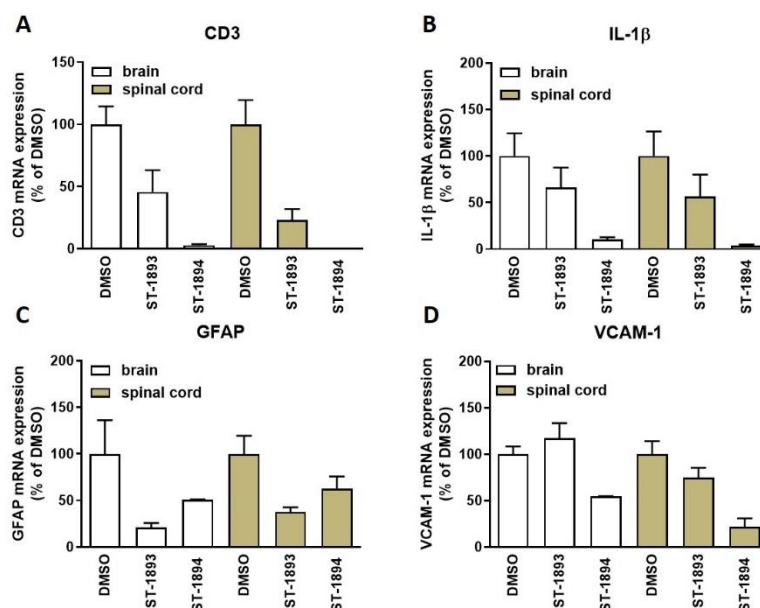 A
CD3
CD3 mRNA expression
(% of DMSO)
150
100
50
0
brain
spinal cord
DMSO
ST-1893
ST-1894
DMSO
ST-1893
ST-1894
B
IL-1β
IL-1β mRNA expression
(% of DMSO)
200
150
100
50
0
brain
spinal cord
DMSO
ST-1893
ST-1894
DMSO
ST-1893
ST-1894
C
GFAP
GFAP mRNA expression
(% of DMSO)
200
150
100
50
0
brain
spinal cord
DMSO
ST-1893
ST-1894
DMSO
ST-1893
ST-1894
D
VCAM-1
VCAM-1 mRNA expression
(% of DMSO)
200
150
100
50
0
brain
spinal cord
DMSO
ST-1893
ST-1894
DMSO
ST-1893
ST-1894